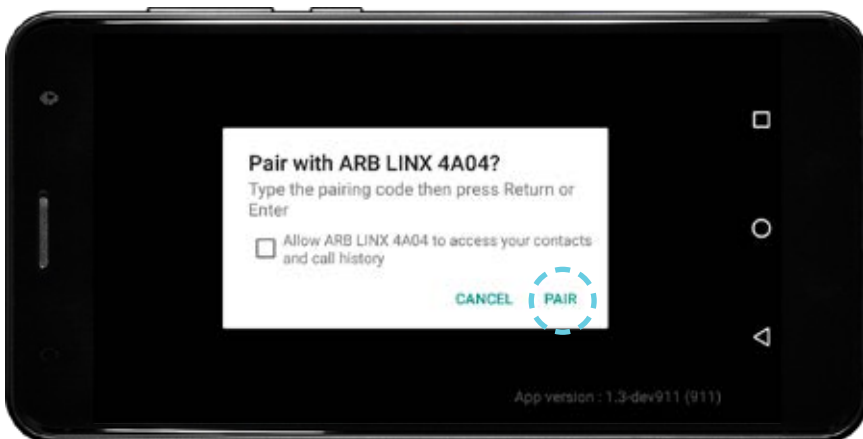 Pair with ARB LINX 4A04?
Type the pairing code then press Return or
Enter
Allow ARB LINX 4A04 to access your contacts
and call history
CANCEL PAIR
App version : 1.3-dev911 (911)